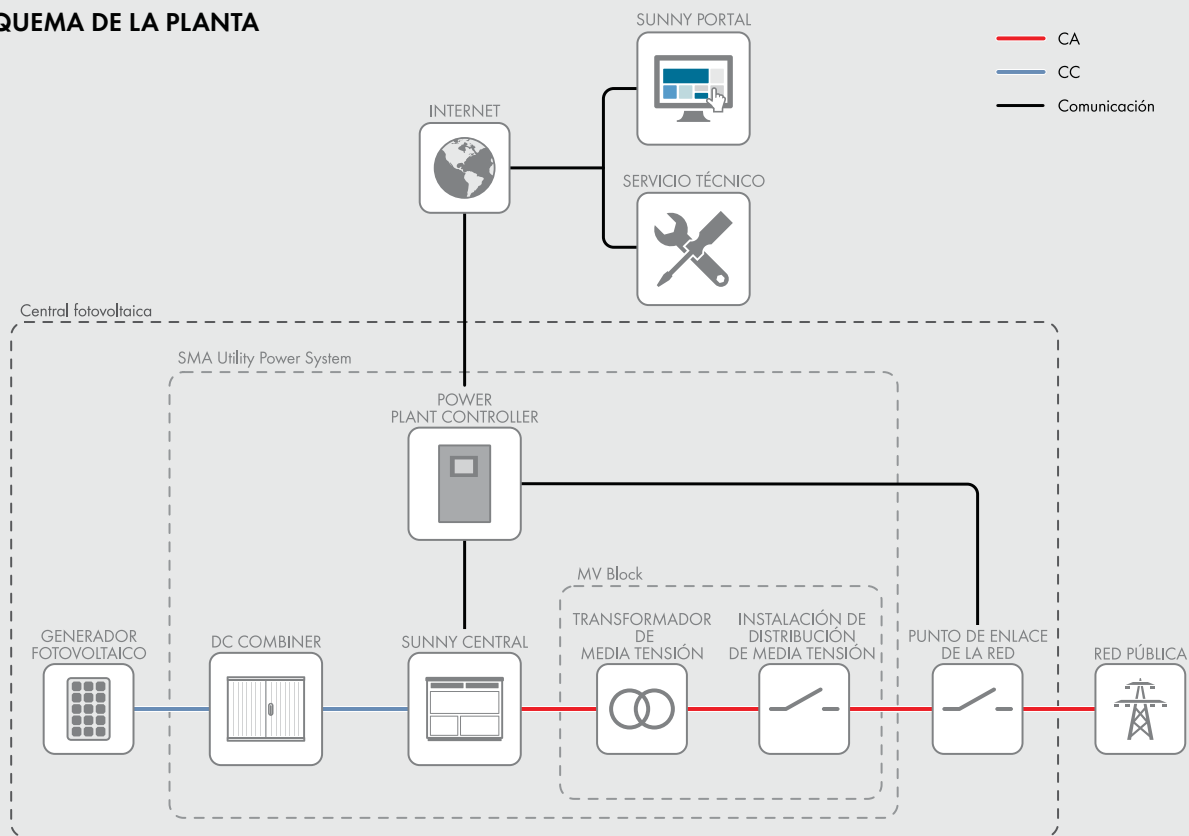 QUEMA DE LA PLANTA
SUNNY PORTAL
CA
CC
Comunicación
INTERNET
SERVICIO TÉCNICO
Central fotovoltaica
SMA Utility Power System
POWER
PLANT CONTROLLER
MV Block
GENERADOR
FOTOVOLTAICO
DC COMBINER
SUNNY CENTRAL
TRANSFORMADOR
DE
MEDIA TENSIÓN
INSTALACIÓN DE
DISTRIBUCIÓN
DE MEDIA TENSIÓN
PUNTO DE ENLACE
DE LA RED
RED PÚBLICA